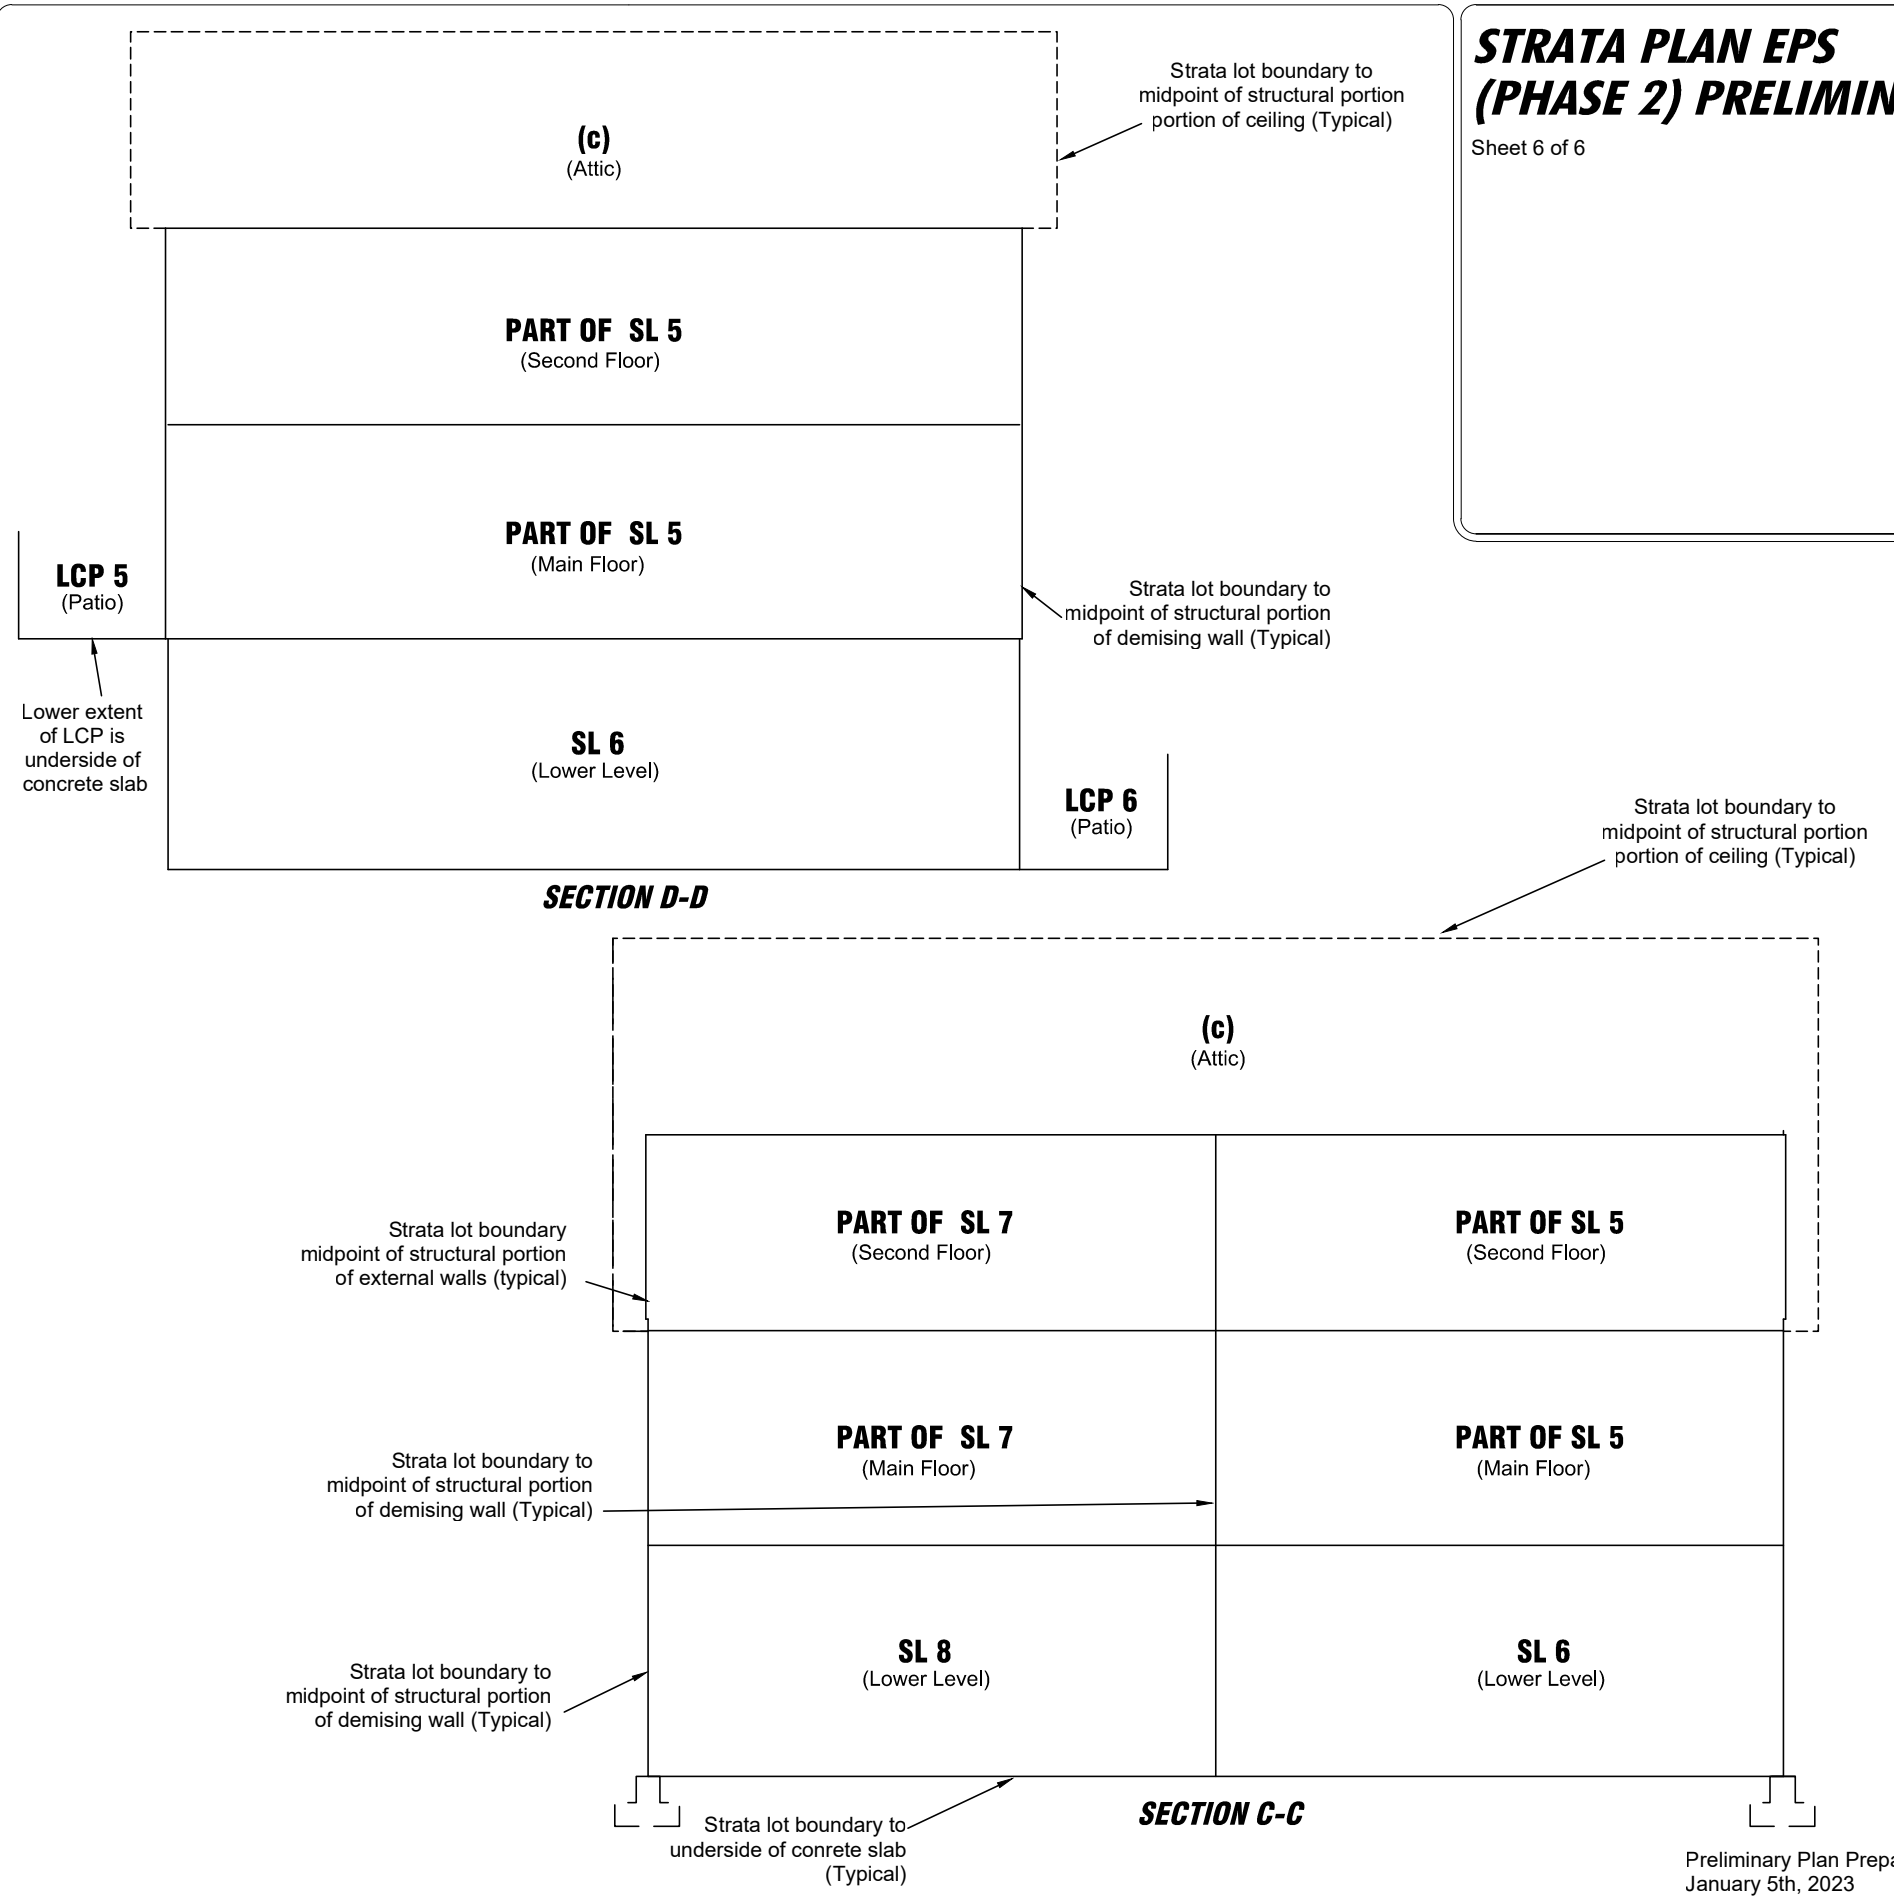 STRATA PLAN EPS
(PHASE 2) PRELIMIN
Sheet 6 of 6
Strata lot boundary to
midpoint of structural portion
portion of ceiling (Typical)
(c)
(Attic)
PART OF SL 5
(Second Floor)
PART OF SL 5
(Main Floor)
LCP 5
(Patio)
Strata lot boundary to
midpoint of structural portion
of demising wall (Typical)
Lower extent
of LCP is
underside of
concrete slab
SL 6
(Lower Level)
LCP 6
(Patio)
SECTION D-D
Strata lot boundary to
midpoint of structural portion
portion of ceiling (Typical)
(c)
(Attic)
PART OF SL 7
(Second Floor)
PART OF SL 5
(Second Floor)
Strata lot boundary
midpoint of structural portion
of external walls (typical)
PART OF SL 7
(Main Floor)
PART OF SL 5
(Main Floor)
Strata lot boundary to
midpoint of structural portion
of demising wall (Typical)
SL 8
(Lower Level)
SL 6
(Lower Level)
Strata lot boundary to
midpoint of structural portion
of demising wall (Typical)
Strata lot boundary to
underside of conrete slab
(Typical)
SECTION C-C
Preliminary Plan Prepa
January 5th, 2023